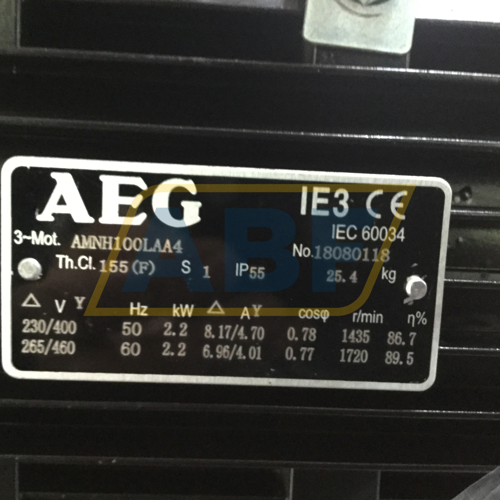 AEG IE3 CE
IEC 60034
3~Mot. AMNH100LAA4 No.18080118
Th.Cl. 155 (F) S 1 IP55 25.4 kg
△ V Y Hz kW △ A Y cosφ r/min η%
230/400 50 2.2 8.17/4.70 0.78 1435 86.7
265/460 60 2.2 6.96/4.01 0.77 1720 89.5
ABF